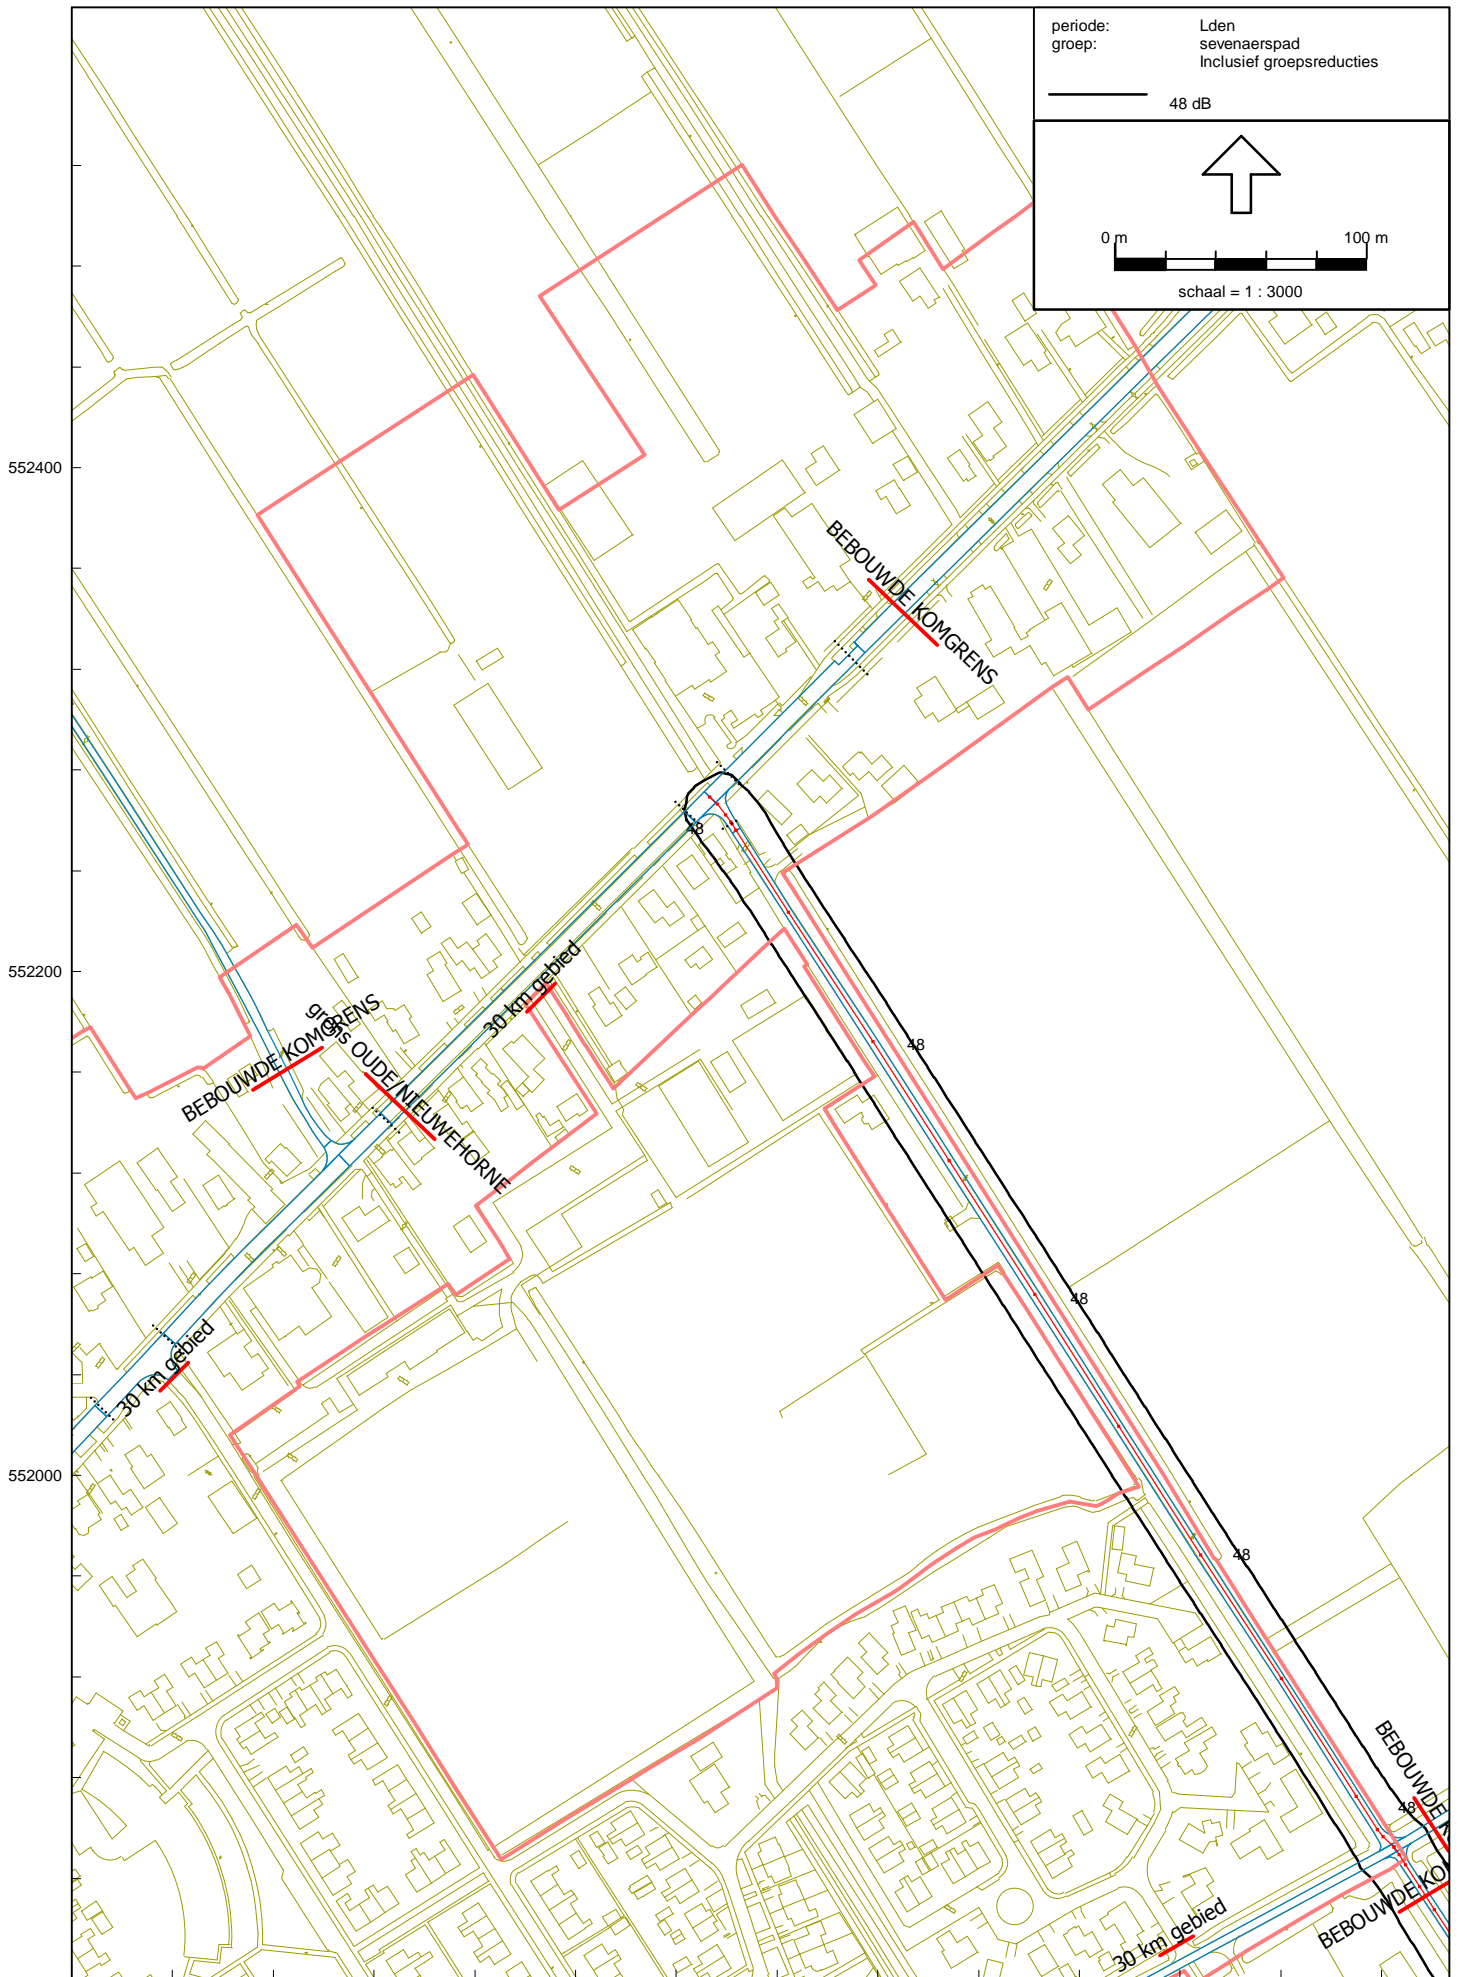 periode: Lden
groep: sevenaerspad
Inclusief groepsreducties
48 dB
0 m 100 m
schaal = 1 : 3000
552400
BEBOUWDE KOMGRENS
48
552200
30 km gebied
BEBOUWDE KOMGRENS
grens OUDE/NIEUWEHORNE
48
48
30 km gebied
552000
48
BEBOUWDE K
48
BEBOUWDE KO
30 km gebied